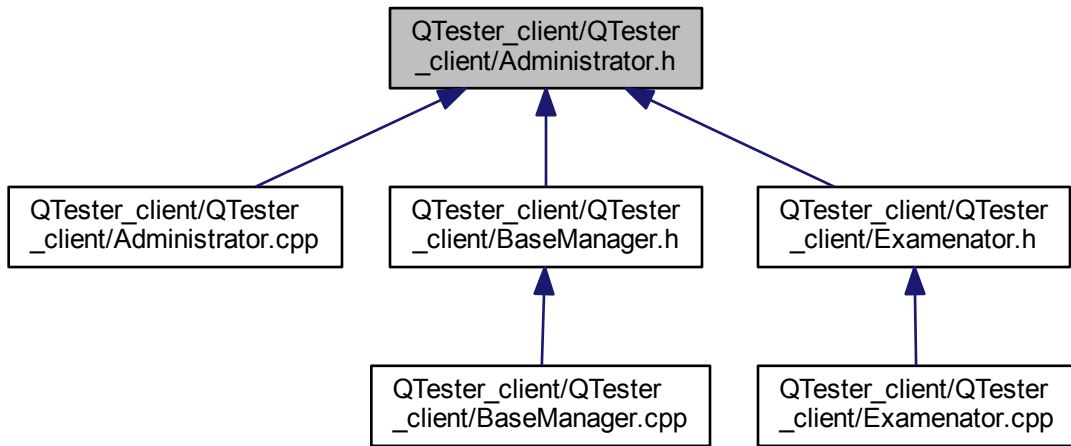 QTester_client/QTester
_client/Administrator.h
QTester_client/QTester
_client/Administrator.cpp
QTester_client/QTester
_client/BaseManager.h
QTester_client/QTester
_client/Examenator.h
QTester_client/QTester
_client/BaseManager.cpp
QTester_client/QTester
_client/Examenator.cpp